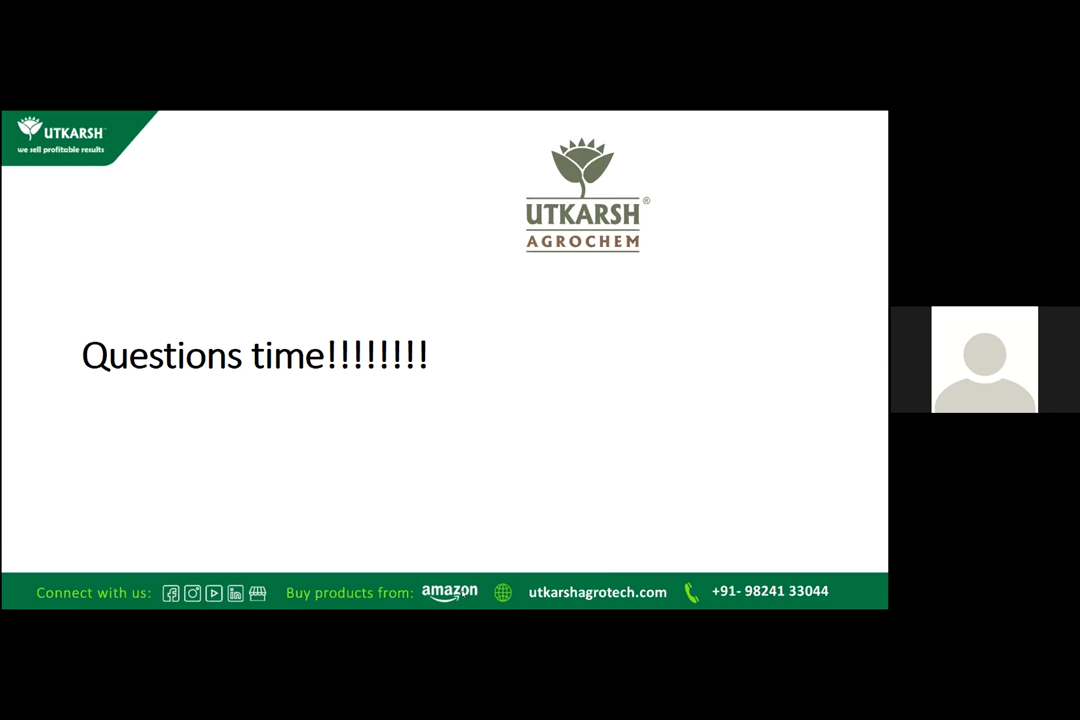 UTKARSH
we sell profitable results
UTKARSH®
AGROCHEM
Questions time!!!!!!!!
Connect with us: Buy products from: amazon utkarshagrotech.com +91- 98241 33044